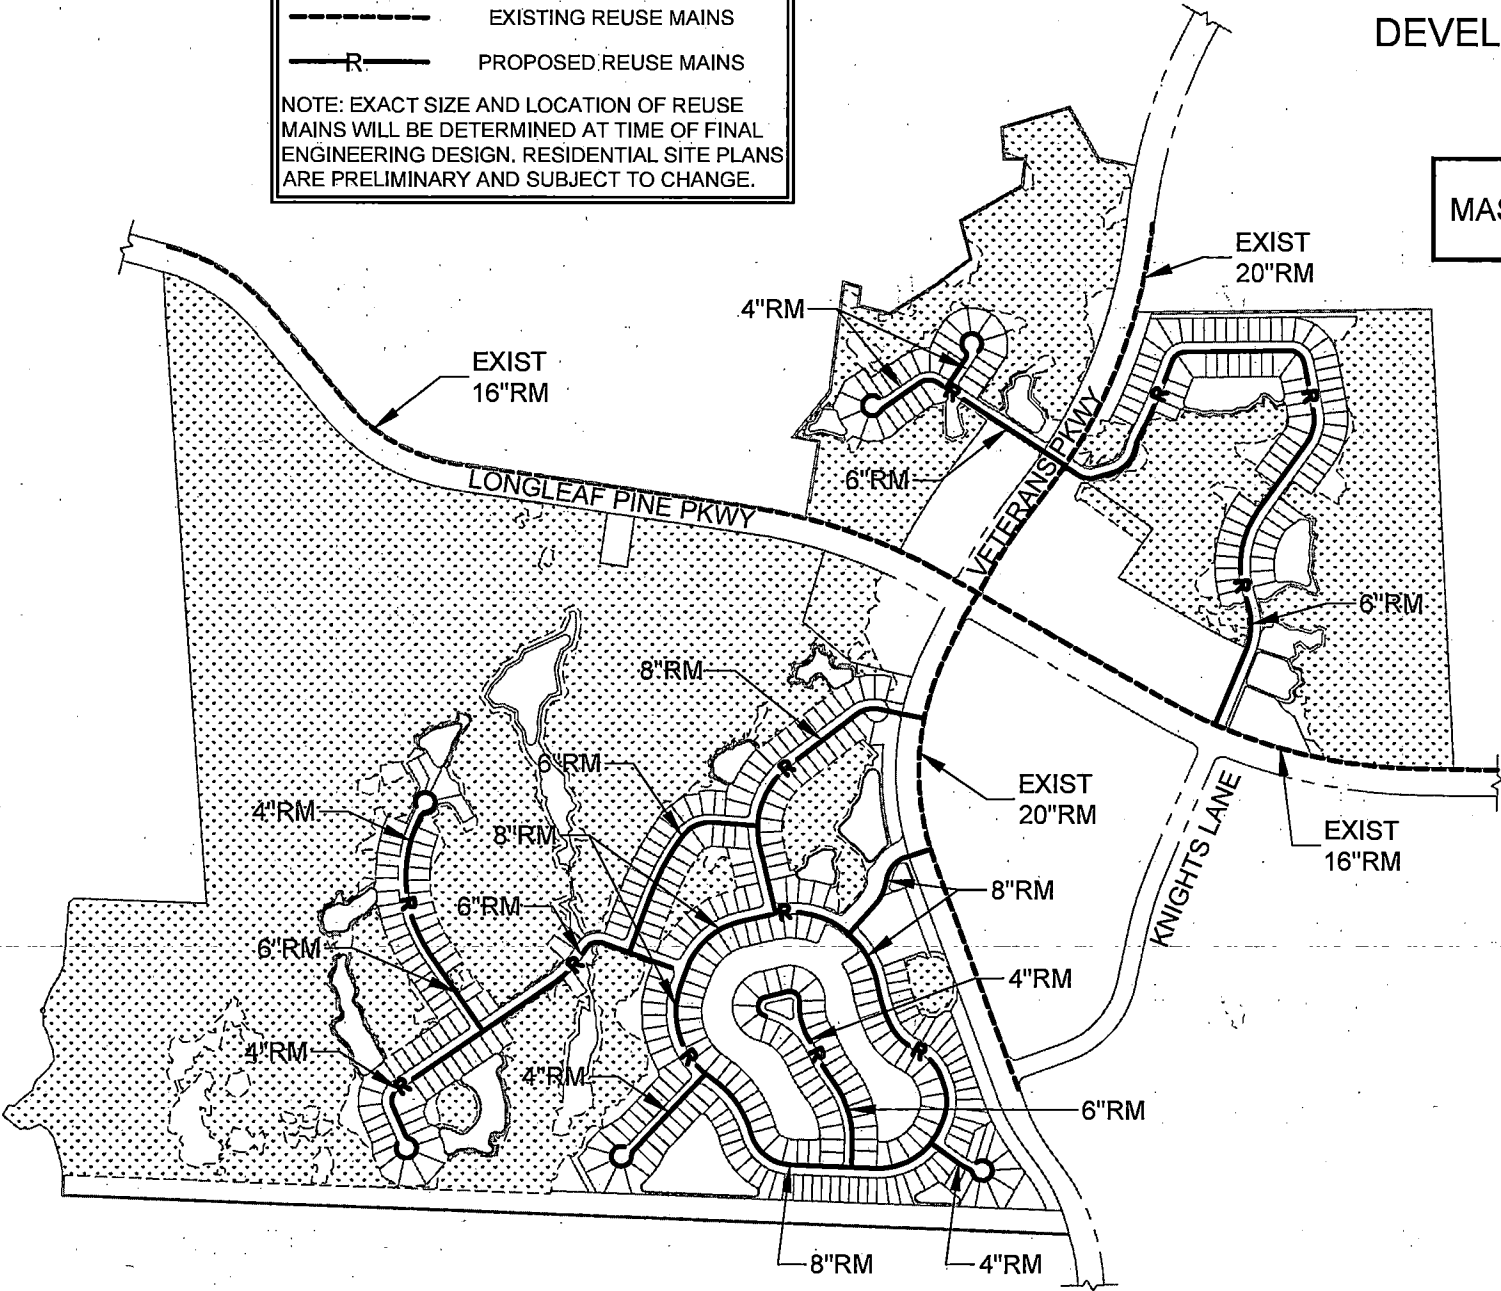 EXISTING REUSE MAINS
R
PROPOSED REUSE MAINS
NOTE: EXACT SIZE AND LOCATION OF REUSE
MAINS WILL BE DETERMINED AT TIME OF FINAL
ENGINEERING DESIGN. RESIDENTIAL SITE PLANS
ARE PRELIMINARY AND SUBJECT TO CHANGE.
DEVEL
MAS
EXIST
20"RM
4"RM
EXIST
16"RM
R
R
R
6"RM
LONGLEAF PINE PKWY
VETERANS PKWY
R
6"RM
8"RM
6"RM
R
EXIST
20"RM
4"RM
8"RM
EXIST
16"RM
KNIGHTS LANE
8"RM
6"RM
R
R
6"RM
R
4"RM
4"RM
R
R
R
R
4"RM
6"RM
8"RM
4"RM